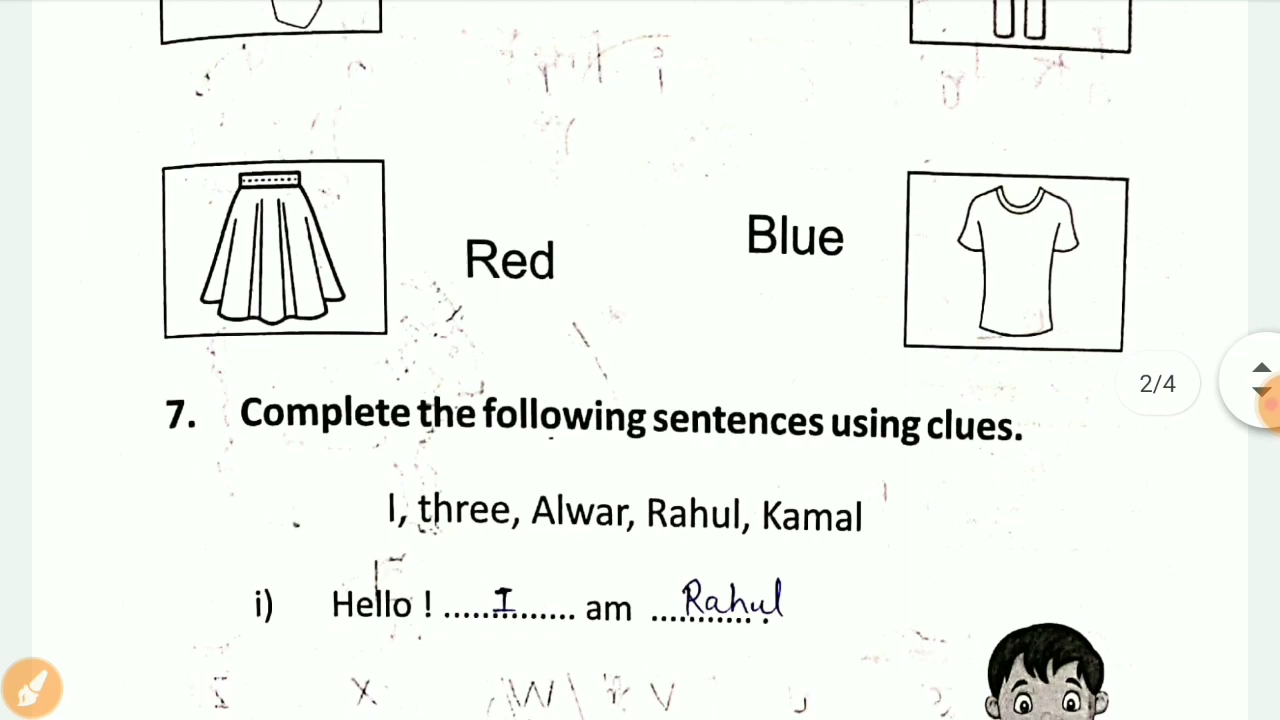 Red
Blue
2/4
7. Complete the following sentences using clues.
I, three, Alwar, Rahul, Kamal
i) Hello ! ......I....... am ....Rahul......